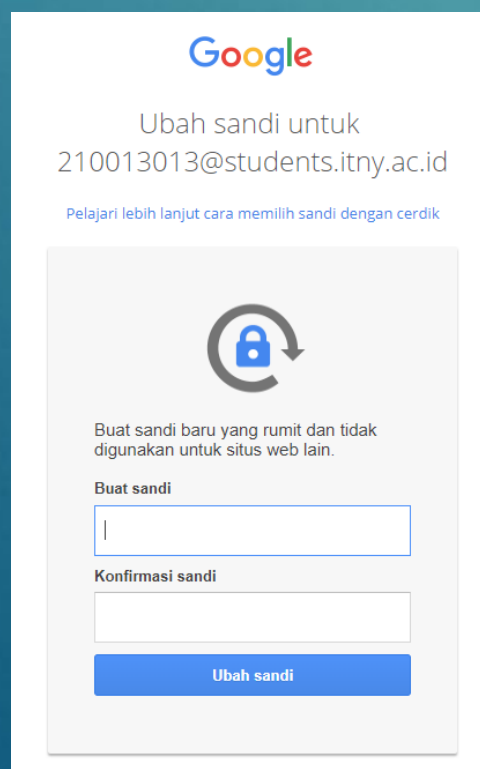 Google
Ubah sandi untuk
210013013@students.itny.ac.id
Pelajari lebih lanjut cara memilih sandi dengan cerdik
Buat sandi baru yang rumit dan tidak
digunakan untuk situs web lain.
Buat sandi
Konfirmasi sandi
Ubah sandi